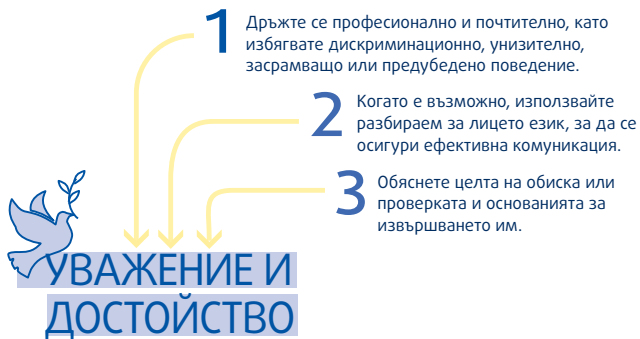 1
Дръжте се професионално и почтително, като
избягвате дискриминационно, унизително,
засрамващо или предубедено поведение.
2
Когато е възможно, използвайте
разбираем за лицето език, за да се
осигури ефективна комуникация.
3
Обяснете целта на обиска или
проверката и основанията за
извършването им.
УВАЖЕНИЕ И
ДОСТОЙСТВО